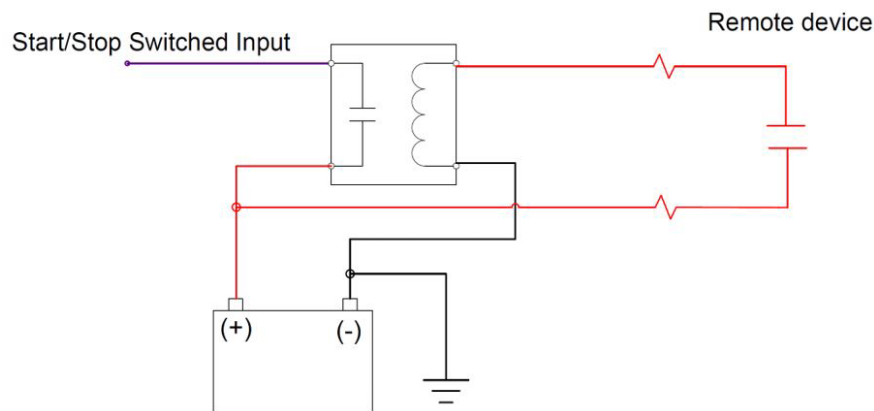 Remote device
Start/Stop Switched Input
(+)
(-)